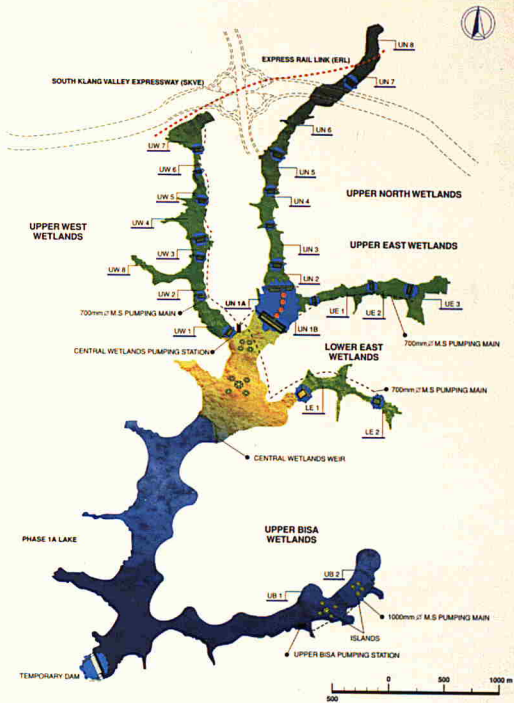 UN 8
EXPRESS RAIL LINK (ERL)
UN 7
SOUTH KLANG VALLEY EXPRESSWAY (SKVE)
UN 6
UW 7
UW 6
UN 5
UW 5
UN 4
UPPER NORTH WETLANDS
UW 4
UPPER WEST
WETLANDS
UPPER EAST WETLANDS
UW 3
UN 3
UW 8
UN 2
UW 2
UN 1A
UE 1
UE 2
UE 3
700mm Ø M.S PUMPING MAIN
UW 1
UN 1B
700mm Ø M.S PUMPING MAIN
CENTRAL WETLANDS PUMPING STATION
LOWER EAST
WETLANDS
700mm Ø M.S PUMPING MAIN
LE 1
LE 2
CENTRAL WETLANDS WEIR
UPPER BISA
WETLANDS
PHASE 1A LAKE
UB 2
UB 1
1000mm Ø M.S PUMPING MAIN
ISLANDS
UPPER BISA PUMPING STATION
TEMPORARY DAM
0 500 1000 m
500